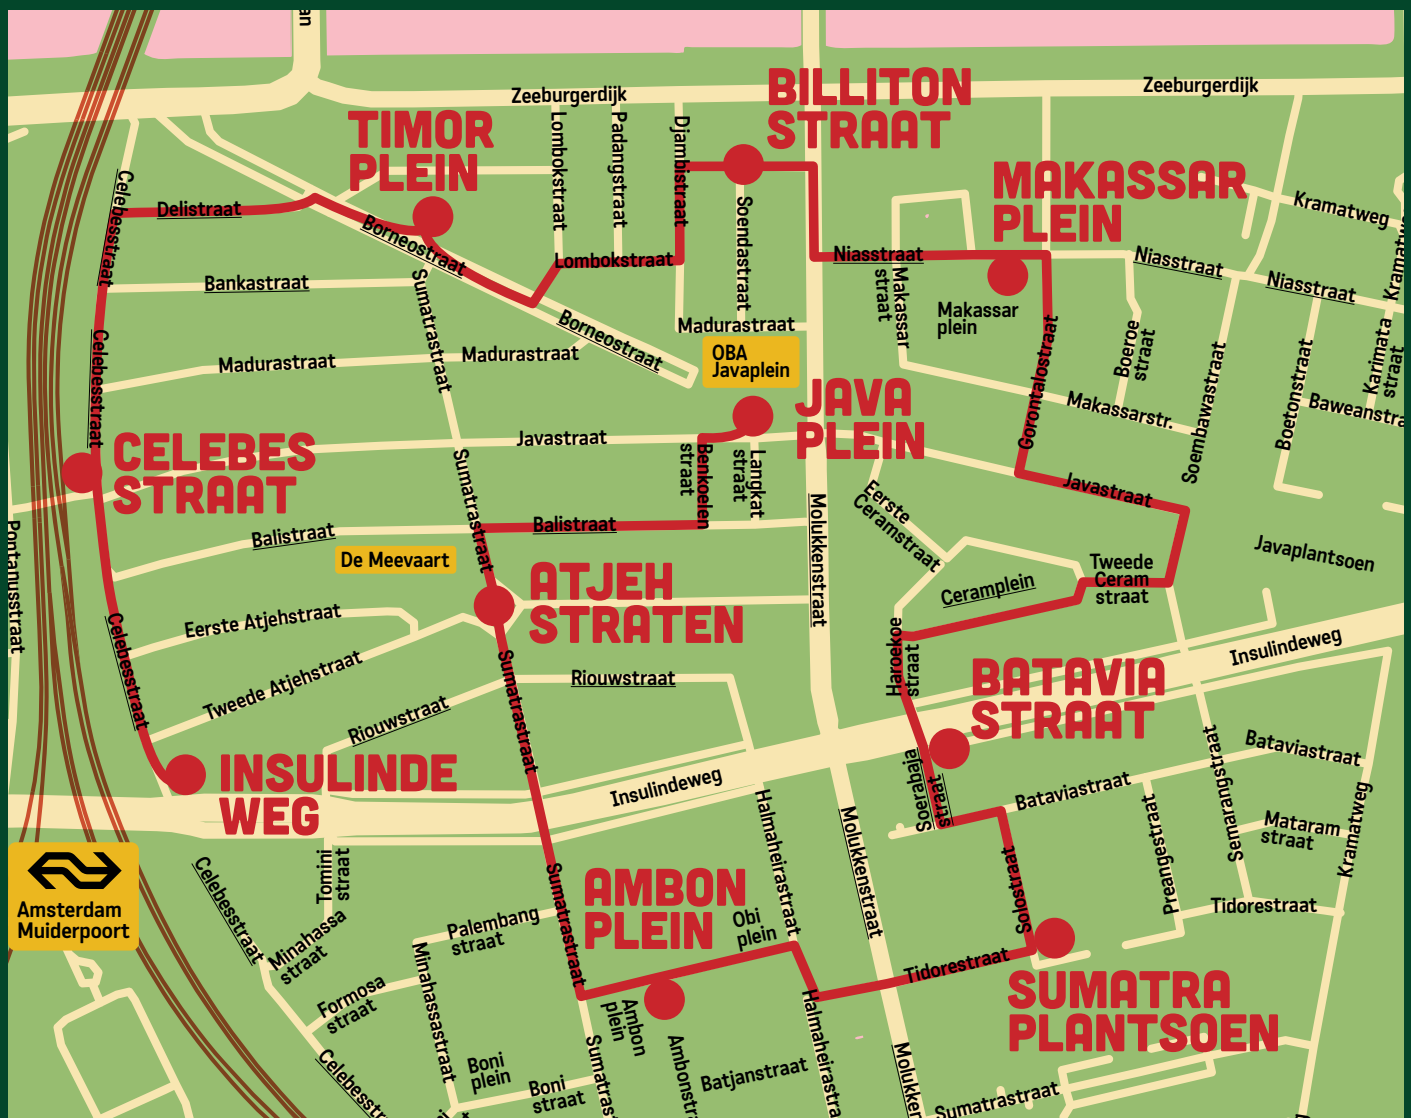 Zeeburgerdijk
Zeeburgerdijk
BILLITON
STRAAT
TIMOR
PLEIN
MAKASSAR
PLEIN
Lombokstraat
Padangstraat
Djambistraat
Soendastraat
Celebesstraat
Delistraat
Borneostraat
Lombokstraat
Niasstraat
Niasstraat
Niasstraat
Kramatweg
Bankastraat
Sumatrastraat
Borneostraat
Madurastraat
Makassar
straat
Makassar
plein
Boeroe
straat
Madurastraat
Madurastraat
OBA
Javaplein
Gorontalostraat
Makassarstr.
Soembawastraat
Boetonstraat
Karimata
straat
Celebesstraat
CELEBES
STRAAT
Javastraat
JAVA
PLEIN
Benkoelen
straat
Langkat
straat
Javastraat
Sumatrastraat
Balistraat
Balistraat
De Meevaart
Molukkenstraat
Eerste
Ceramstraat
Ceramplein
Tweede
Ceram
straat
Javaplantsoen
Pontanusstraat
ATJEH
STRATEN
Eerste Atjehstraat
Tweede Atjehstraat
Celebesstraat
Haroekoe
straat
Insulindeweg
Riouwstraat
Riouwstraat
Sumatrastraat
BATAVIA
STRAAT
INSULINDE
WEG
Insulindeweg
Soerabaja
straat
Bataviastraat
Bataviastraat
Semarangstraat
Preangestraat
Mataram
straat
Kramatweg
Amsterdam
Muiderpoort
Celebesstraat
Tomini
straat
Minahassa
straat
Palembang
straat
Sumatrastraat
AMBON
PLEIN
Obi
plein
Halmaheirastraat
Molukkenstraat
Solostraat
Tidorestraat
Tidorestraat
SUMATRA
PLANTSOEN
Formosa
straat
Minahassastraat
Ambon
plein
Boni
plein
Boni
straat
Batjanstraat
Sumatrastraat